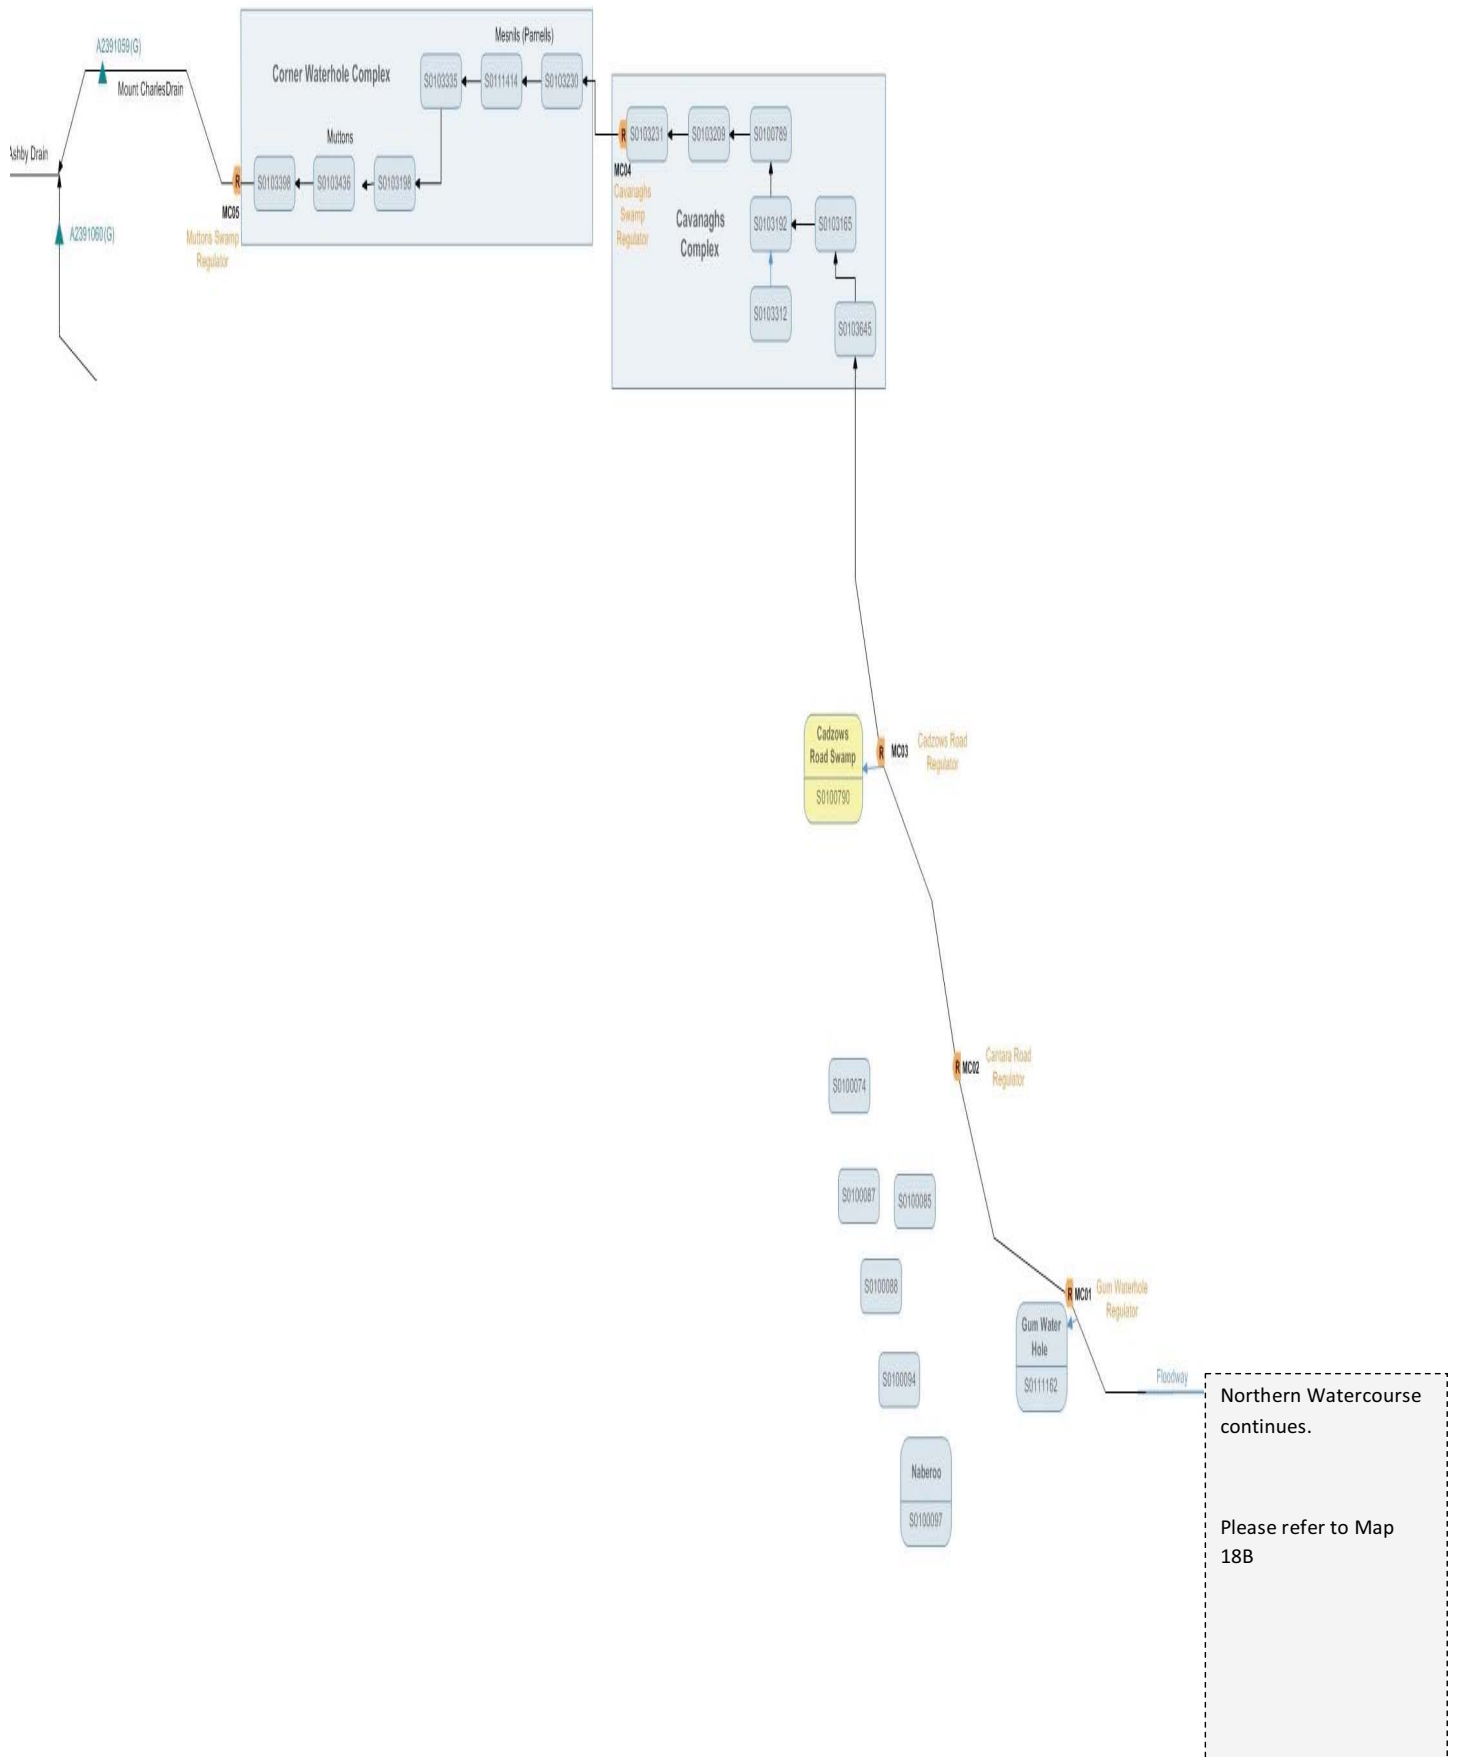 A2391059(G)
Mount CharlesDrain
Ashby Drain
A2391060(G)
R
MC05
Muttons Swamp
Regulator
Corner Waterhole Complex
Mesnils (Parnells)
S0103335
S0111414
S0103230
Muttons
S0103398
S0103436
S0103198
R
S0103231
S0103209
S0100789
MC04
Cavanaghs
Swamp
Regulator
Cavanaghs
Complex
S0103192
S0103165
S0103312
S0103645
Cadzows
Road Swamp
S0100790
R
MC03
Cadzows Road
Regulator
R
MC02
Cantara Road
Regulator
S0100074
S0100087
S0100085
S0100088
S0100094
Naberoo
S0100097
R
MC01
Gum Waterhole
Regulator
Gum Water
Hole
S0111162
Floodway
Northern Watercourse
continues.
Please refer to Map
18B